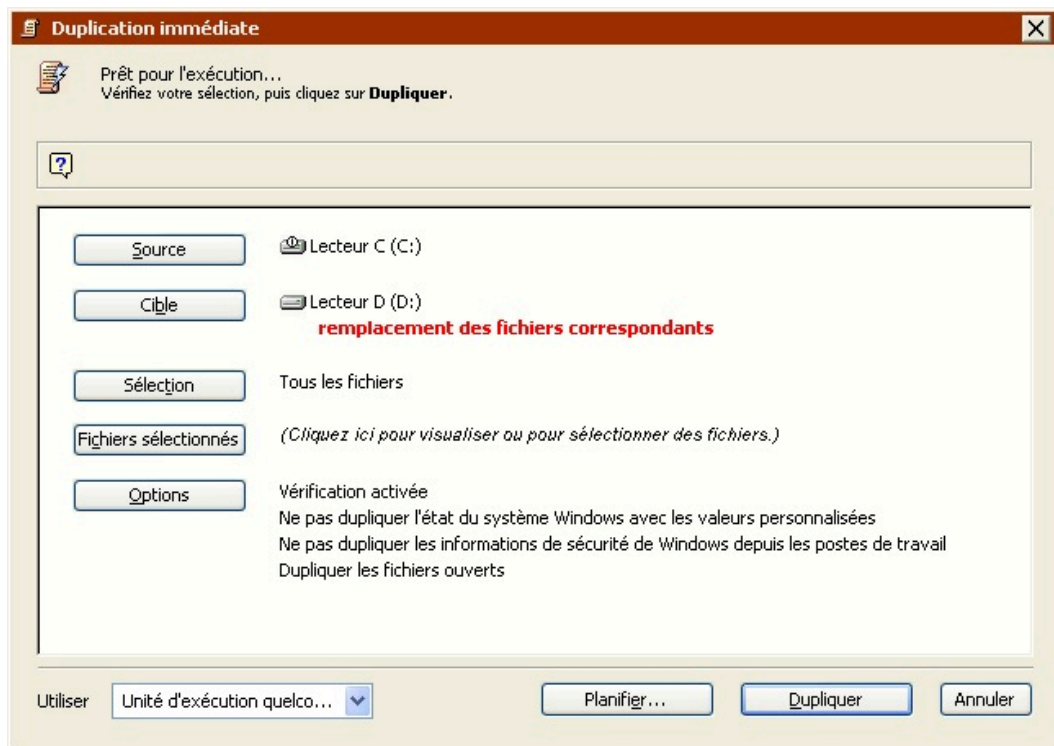 Duplication immédiate
Prêt pour l'exécution...
Vérifiez votre sélection, puis cliquez sur Dupliquer.
Source
Lecteur C (C:)
Cible
Lecteur D (D:)
remplacement des fichiers correspondants
Sélection
Tous les fichiers
Fichiers sélectionnés
(Cliquez ici pour visualiser ou pour sélectionner des fichiers.)
Options
Vérification activée
Ne pas dupliquer l'état du système Windows avec les valeurs personnalisées
Ne pas dupliquer les informations de sécurité de Windows depuis les postes de travail
Dupliquer les fichiers ouverts
Utiliser
Unité d'exécution quelco...
Planifier...
Dupliquer
Annuler